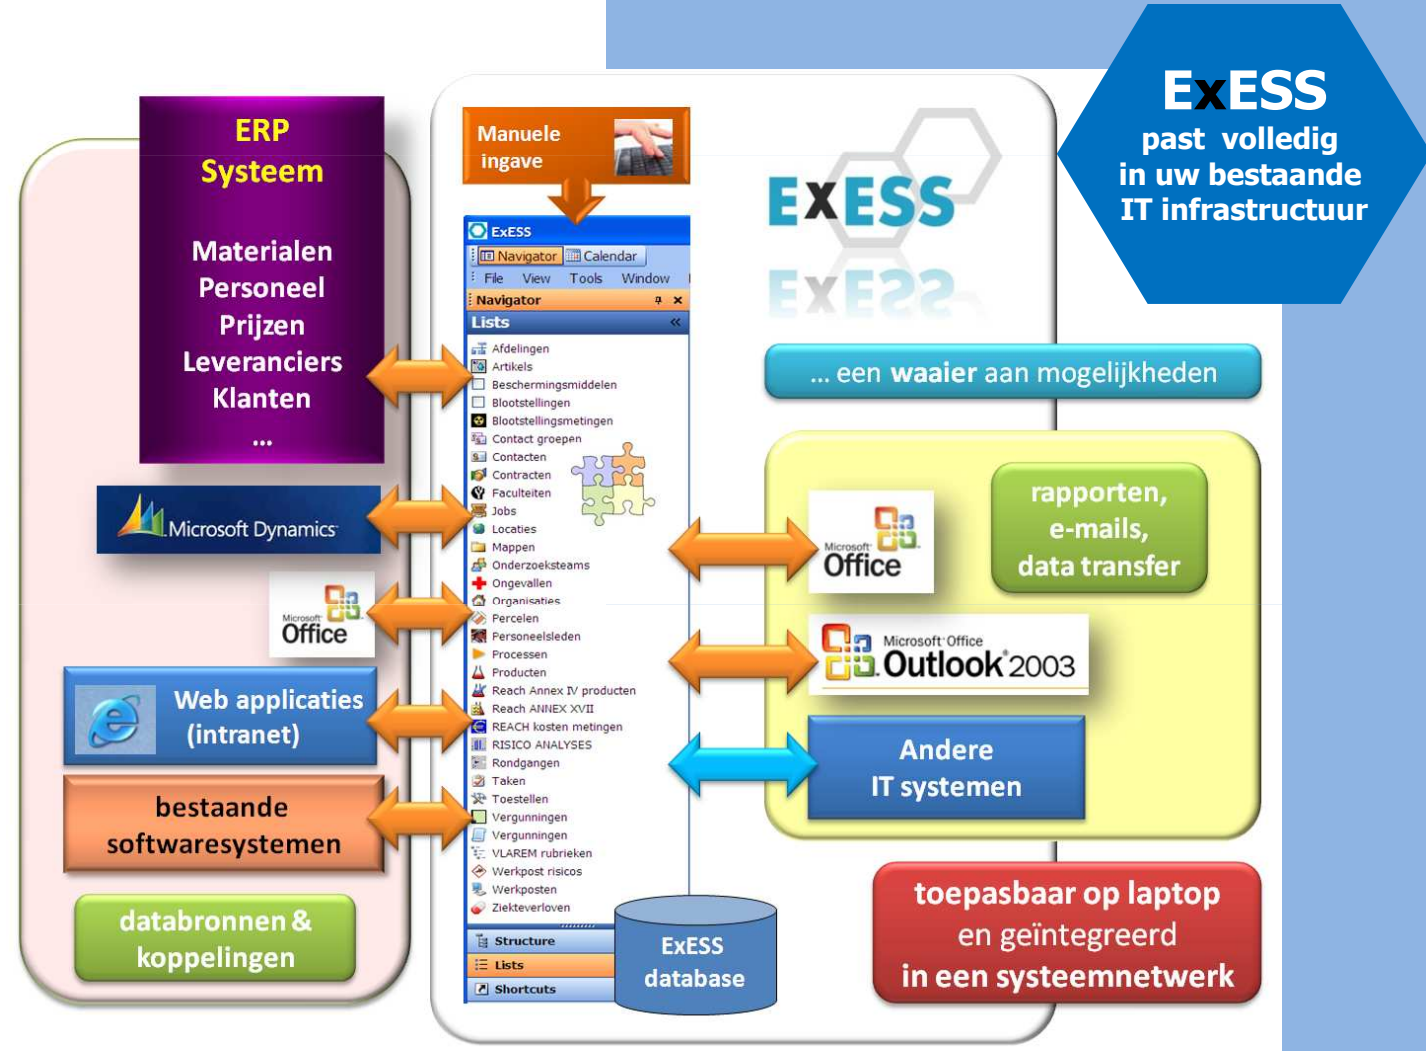 ExESS
past volledig
in uw bestaande
IT infrastructuur
ERP
Systeem
Materialen
Personeel
Prijzen
Leveranciers
Klanten
...
Microsoft Dynamics
Microsoft
Office
Web applicaties
(intranet)
bestaande
softwaresystemen
databronnen &
koppelingen
Manuele
ingave
ExESS
Navigator Calendar
File View Tools Window
Navigator
Lists
Afdelingen
Artikels
Beschermingsmiddelen
Blootstellingen
Blootstellingsmetingen
Contact groepen
Contacten
Contracten
Faculteiten
Jobs
Locaties
Mappen
Onderzoeksteams
Ongevallen
Organisaties
Percelen
Personeelsleden
Processen
Producten
Reach Annex IV producten
Reach ANNEX XVII
REACH kosten metingen
RISICO ANALYSES
Rondgangen
Taken
Toestellen
Vergunningen
Vergunningen
VLAREM rubrieken
Werkpost risicos
Werkposten
Ziekteverloven
Structure
Lists
Shortcuts
ExESS
database
ExESS
... een waaier aan mogelijkheden
rapporten,
e-mails,
data transfer
Microsoft
Office
Microsoft Office
Outlook 2003
Andere
IT systemen
toepasbaar op laptop
en geïntegreerd
in een systeemnetwerk